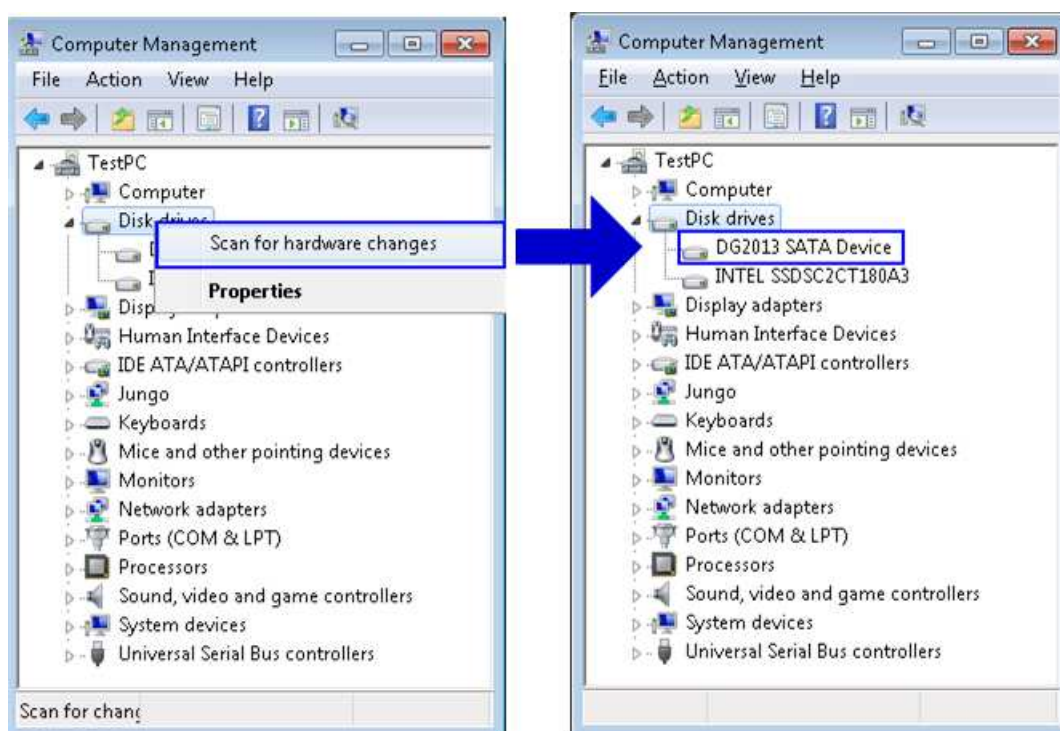 Computer Management
File Action View Help
TestPC
Computer
Disk drives
Scan for hardware changes
Properties
Human Interface Devices
IDE ATA/ATAPI controllers
Jungo
Keyboards
Mice and other pointing devices
Monitors
Network adapters
Ports (COM & LPT)
Processors
Sound, video and game controllers
System devices
Universal Serial Bus controllers
Scan for chang
Computer Management
File Action View Help
TestPC
Computer
Disk drives
DG2013 SATA Device
INTEL SSDSC2CT180A3
Display adapters
Human Interface Devices
IDE ATA/ATAPI controllers
Jungo
Keyboards
Mice and other pointing devices
Monitors
Network adapters
Ports (COM & LPT)
Processors
Sound, video and game controllers
System devices
Universal Serial Bus controllers